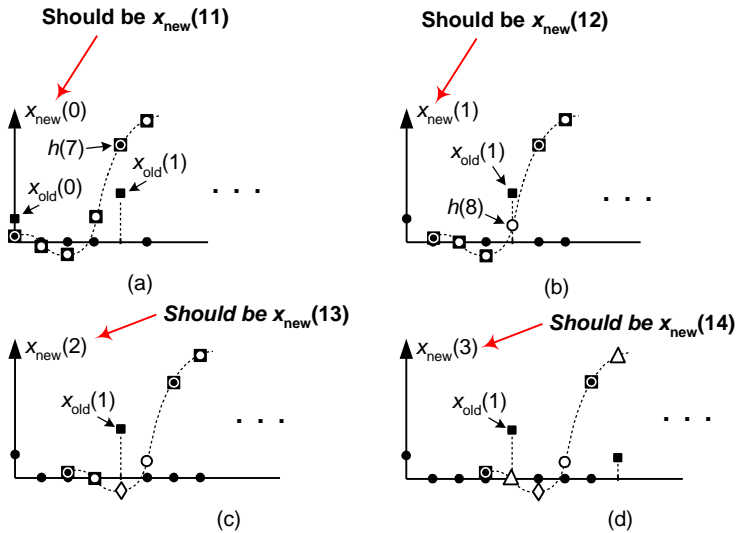 Should be xnew(11)
Should be xnew(12)
xnew(0)
h(7)
xold(1)
xold(0)
. . .
(a)
xnew(1)
xold(1)
h(8)
. . .
(b)
Should be xnew(13)
Should be xnew(14)
xnew(2)
xold(1)
. . .
(c)
xnew(3)
xold(1)
. . .
(d)